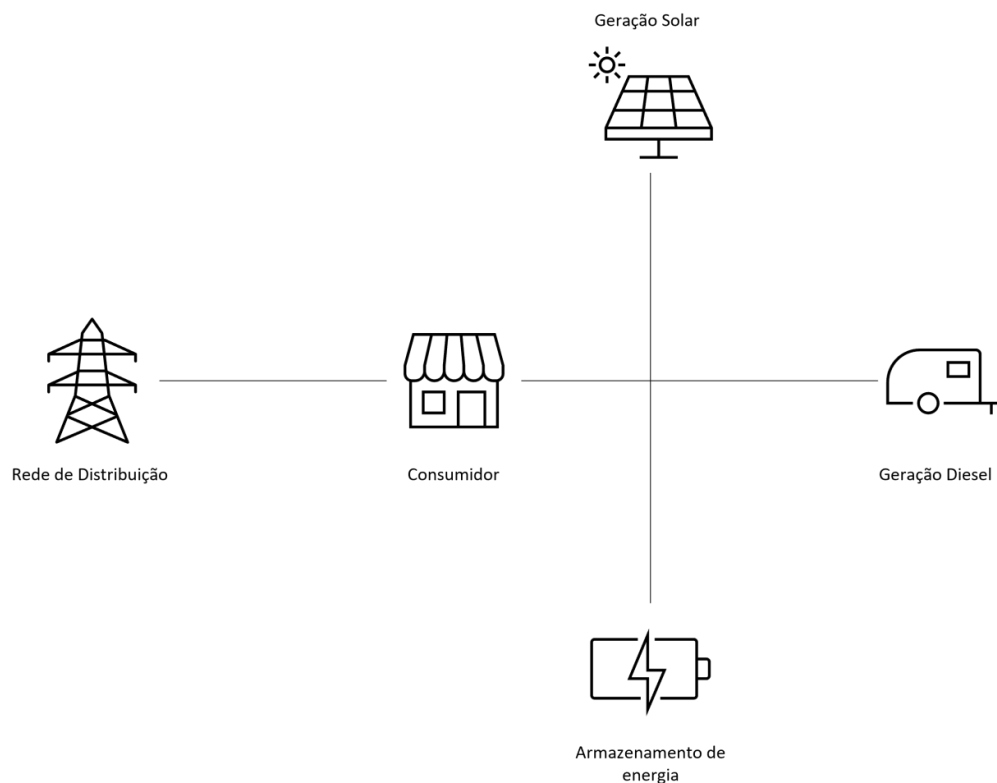 Geração Solar
Rede de Distribuição
Consumidor
Geração Diesel
Armazenamento de
energia